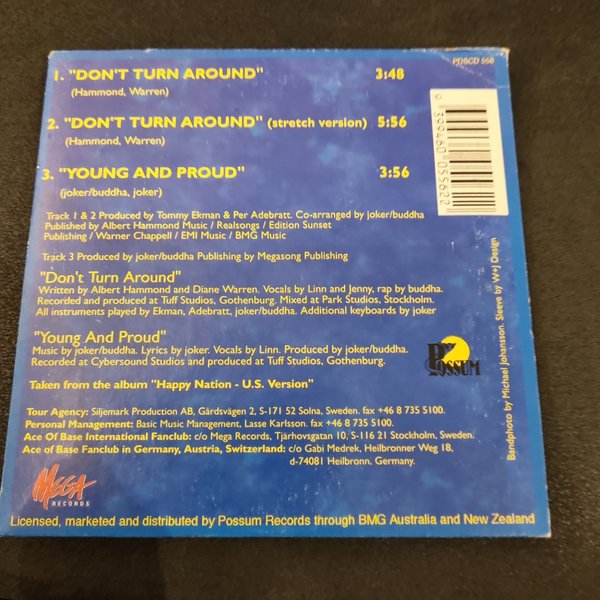 PDSCD 550
1. "DON'T TURN AROUND" 3:48
(Hammond, Warren)
2. "DON'T TURN AROUND" (stretch version) 5:56
(Hammond, Warren)
3. "YOUNG AND PROUD" 3:56
(joker/buddha, joker)
9 399460 055622
Track 1 & 2 Produced by Tommy Ekman & Per Adebratt. Co-arranged by joker/buddha
Published by Albert Hammond Music / Realsongs / Edition Sunset
Publishing / Warner Chappell / EMI Music / BMG Music
Track 3 Produced by joker/buddha Publishing by Megasong Publishing
"Don't Turn Around"
Written by Albert Hammond and Diane Warren. Vocals by Linn and Jenny, rap by buddha.
Recorded and produced at Tuff Studios, Gothenburg. Mixed at Park Studios, Stockholm.
All instruments played by Ekman, Adebratt, joker/buddha. Additional keyboards by joker
"Young And Proud"
Music by joker/buddha. Lyrics by joker. Vocals by Linn. Produced by joker/buddha.
Recorded at Cybersound Studios and produced at Tuff Studios, Gothenburg.
POSSUM
Taken from the album "Happy Nation - U.S. Version"
Bandphoto by Michael Johansson. Sleeve by W+J Design
Tour Agency: Siljemark Production AB, Gårdsvägen 2, S-171 52 Solna, Sweden. fax +46 8 735 5100.
Personal Management: Basic Music Management, Lasse Karlsson. fax +46 8 735 5100.
Ace Of Base International Fanclub: c/o Mega Records, Tjärhovsgatan 10, S-116 21 Stockholm, Sweden.
Ace of Base Fanclub in Germany, Austria, Switzerland: c/o Gabi Medrek, Heilbronner Weg 18,
d-74081 Heilbronn, Germany.
MEGA
RECORDS
Licensed, marketed and distributed by Possum Records through BMG Australia and New Zealand